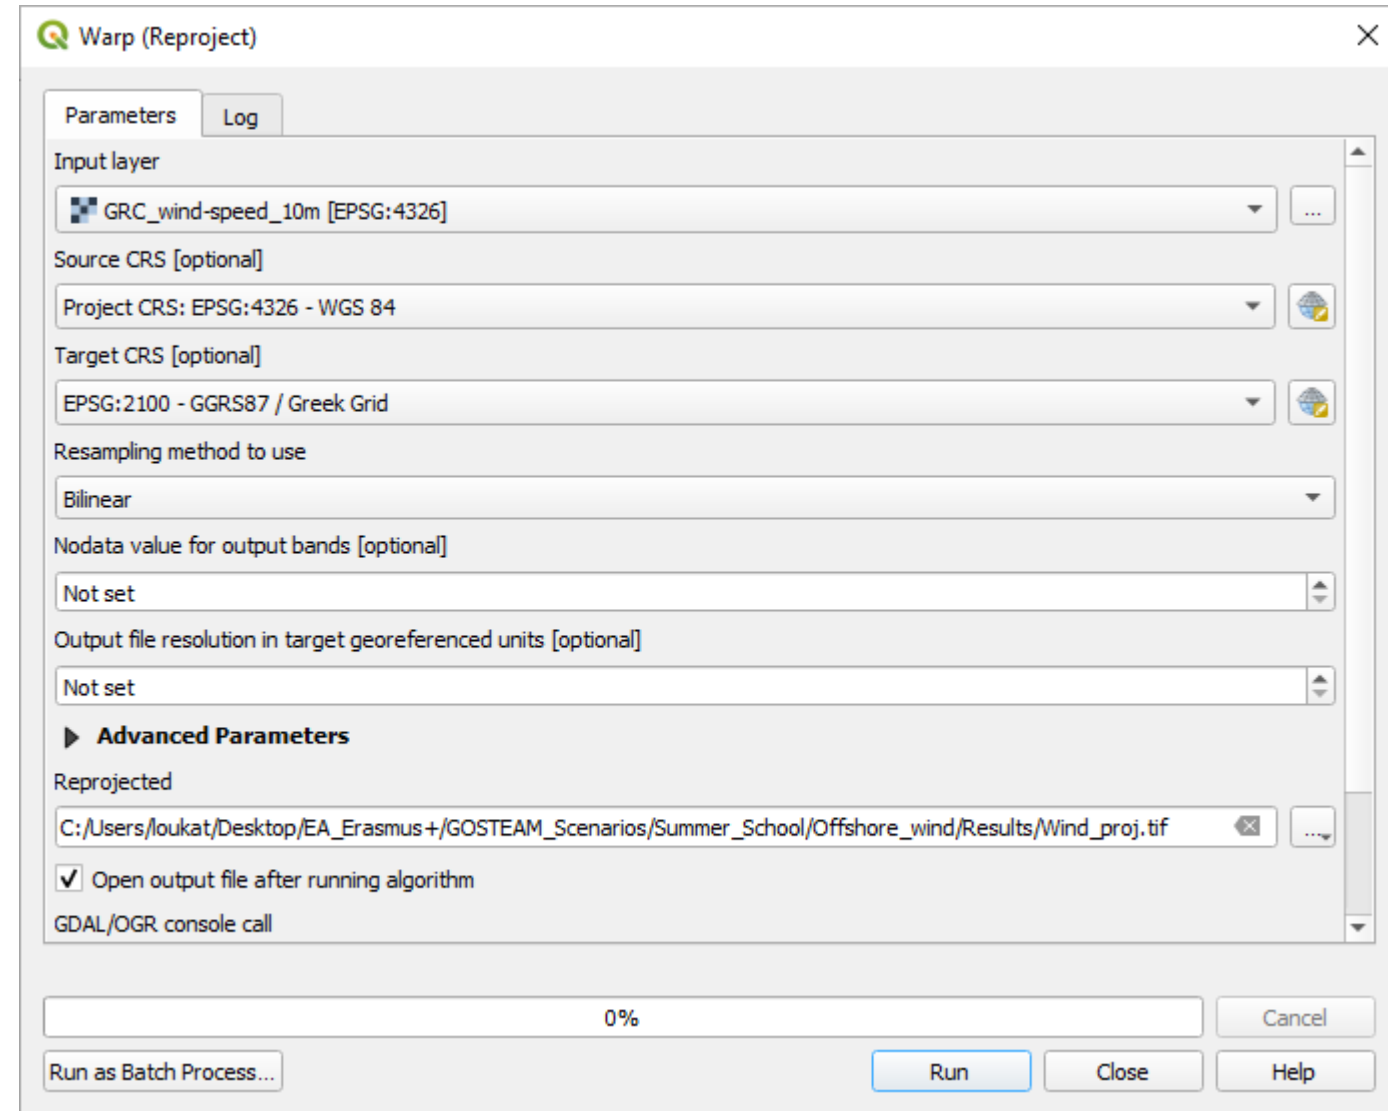 Warp (Reproject)
Parameters
Log
Input layer
GRC_wind-speed_10m [EPSG:4326]
...
Source CRS [optional]
Project CRS: EPSG:4326 - WGS 84
Target CRS [optional]
EPSG:2100 - GGRS87 / Greek Grid
Resampling method to use
Bilinear
Nodata value for output bands [optional]
Not set
Output file resolution in target georeferenced units [optional]
Not set
Advanced Parameters
Reprojected
C:/Users/loukat/Desktop/EA_Erasmus+/GOSTEAM_Scenarios/Summer_School/Offshore_wind/Results/Wind_proj.tif
...
Open output file after running algorithm
GDAL/OGR console call
0%
Cancel
Run as Batch Process...
Run
Close
Help